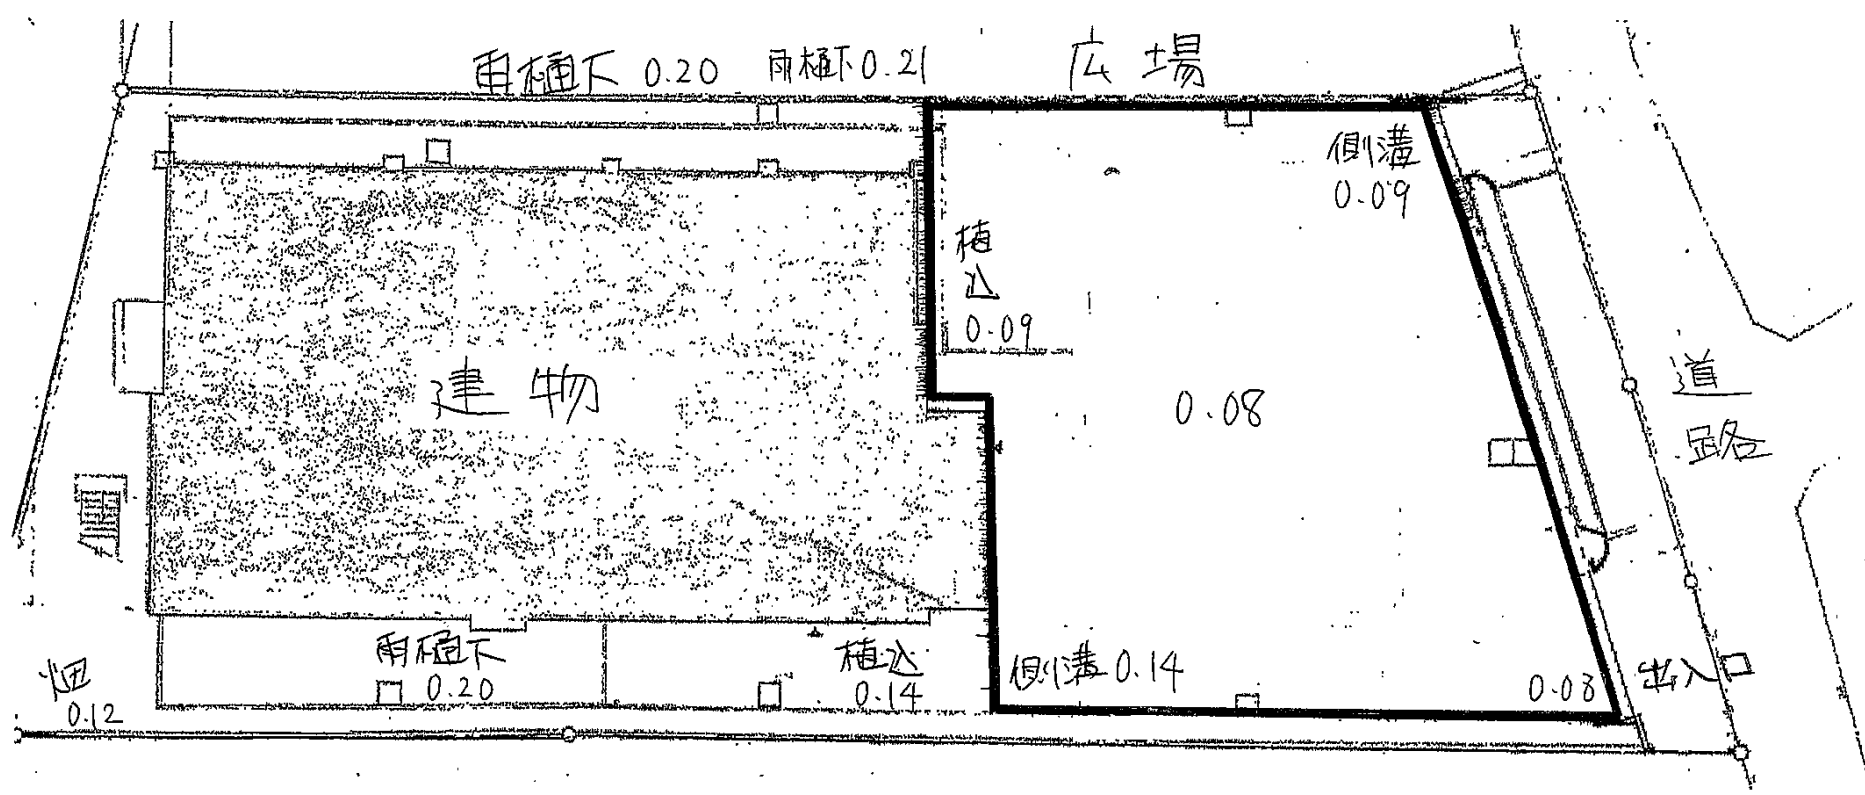 雨樋下 0.20
雨樋下 0.21
広場
側溝
0.09
植込
0.09
建物
0.08
道路
雨樋下
0.20
植込
0.14
側溝 0.14
0.08
出入口
畑
0.12